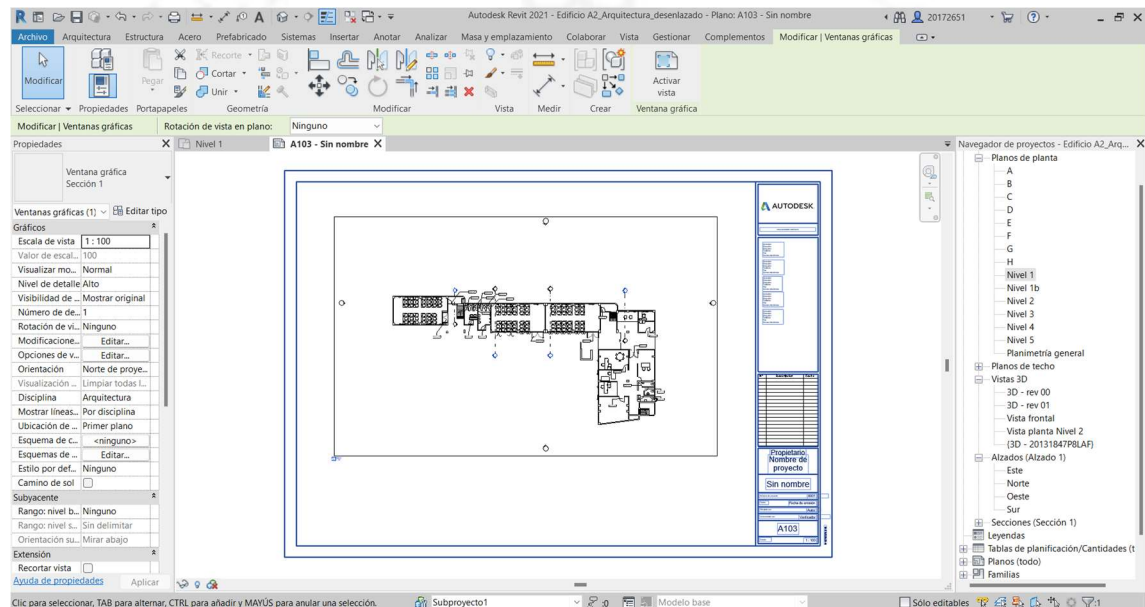 Autodesk Revit 2021 - Edificio A2_Arquitectura_desenlazado - Plano: A103 - Sin nombre
20172651
Archivo Arquitectura Estructura Acero Prefabricado Sistemas Insertar Anotar Analizar Masa y emplazamiento Colaborar Vista Gestionar Complementos Modificar | Ventanas gráficas
Modificar
Pegar
Recorte
Cortar
Unir
Activar
vista
Seleccionar Propiedades Portapapeles Geometría Modificar Vista Medir Crear Ventana gráfica
Modificar | Ventanas gráficas Rotación de vista en plano: Ninguno
Propiedades X
Nivel 1
A103 - Sin nombre X
Navegador de proyectos - Edificio A2_Arq... X
Ventana gráfica
Sección 1
Ventanas gráficas (1) Editar tipo
Gráficos
Escala de vista 1 : 100
Valor de escal... 100
Visualizar mo... Normal
Nivel de detalle Alto
Visibilidad de ... Mostrar original
Número de de... 1
Rotación de vi... Ninguno
Modificacione... Editar...
Opciones de v... Editar...
Orientación Norte de proye...
Visualización ... Limpiar todas l...
Disciplina Arquitectura
Mostrar líneas... Por disciplina
Ubicación de ... Primer plano
Esquema de c... <ninguno>
Esquemas de ... Editar...
Estilo por def... Ninguno
Camino de sol
Subyacente
Rango: nivel b... Ninguno
Rango: nivel s... Sin delimitar
Orientación su... Mirar abajo
Extensión
Recortar vista
Ayuda de propiedades Aplicar
AUTODESK
Propietario
Nombre de
proyecto
Sin nombre
A103
Planos de planta
A
B
C
D
E
F
G
H
Nivel 1
Nivel 1b
Nivel 2
Nivel 3
Nivel 4
Nivel 5
Planimetría general
Planos de techo
Vistas 3D
3D - rev 00
3D - rev 01
Vista frontal
Vista planta Nivel 2
{3D - 20131847P8LAF}
Alzados (Alzado 1)
Este
Norte
Oeste
Sur
Secciones (Sección 1)
Leyendas
Tablas de planificación/Cantidades (t
Planos (todo)
Familias
Clic para seleccionar, TAB para alternar, CTRL para añadir y MAYÚS para anular una selección.
Subproyecto1
:0
Modelo base
Sólo editables
:1